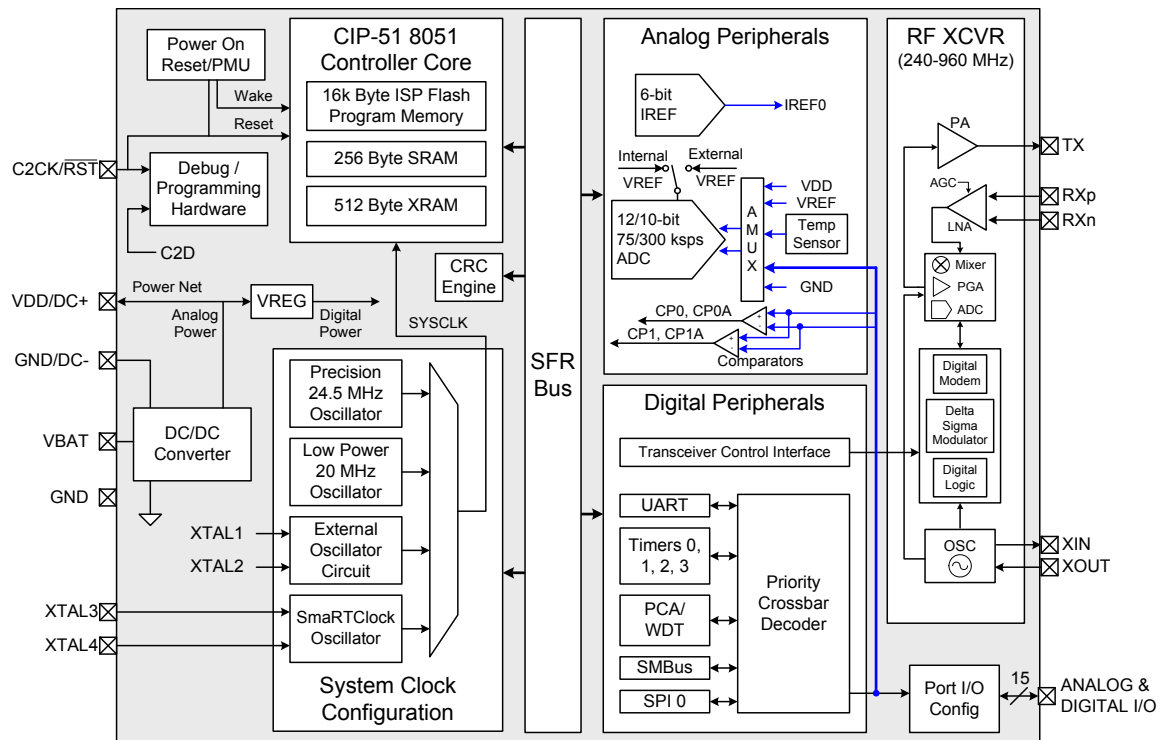 Power On
Reset/PMU
Wake
Reset
C2CK/RST
Debug /
Programming
Hardware
C2D
VDD/DC+
Power Net
Analog
Power
VREG
Digital
Power
GND/DC-
VBAT
DC/DC
Converter
GND
XTAL1
XTAL2
XTAL3
XTAL4
CIP-51 8051
Controller Core
16k Byte ISP Flash
Program Memory
256 Byte SRAM
512 Byte XRAM
CRC
Engine
SYSCLK
Precision
24.5 MHz
Oscillator
Low Power
20 MHz
Oscillator
External
Oscillator
Circuit
SmaRTClock
Oscillator
System Clock
Configuration
SFR
Bus
Analog Peripherals
6-bit
IREF
IREF0
Internal
VREF
External
VREF
12/10-bit
75/300 ksps
ADC
A
M
U
X
VDD
VREF
Temp
Sensor
GND
CP0, CP0A
+
-
CP1, CP1A
+
-
Comparators
Digital Peripherals
Transceiver Control Interface
UART
Timers 0,
1, 2, 3
PCA/
WDT
SMBus
SPI 0
Priority
Crossbar
Decoder
RF XCVR
(240-960 MHz)
PA
TX
AGC
LNA
RXp
RXn
Mixer
PGA
ADC
Digital
Modem
Delta
Sigma
Modulator
Digital
Logic
OSC
XIN
XOUT
Port I/O
Config
15
ANALOG &
DIGITAL I/O